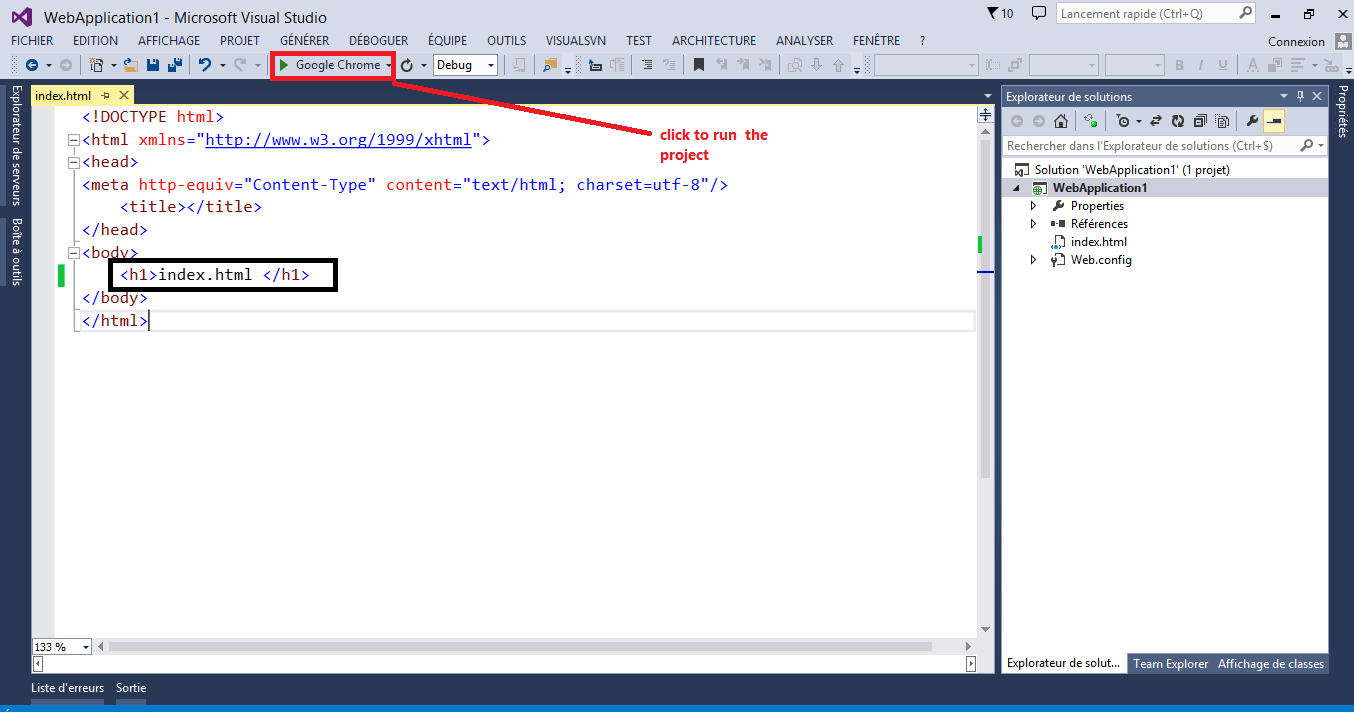 WebApplication1 - Microsoft Visual Studio
10
Lancement rapide (Ctrl+Q)
FICHIER EDITION AFFICHAGE PROJET GÉNÉRER DÉBOGUER ÉQUIPE OUTILS VISUALSVN TEST ARCHITECTURE ANALYSER FENÊTRE ?
Connexion
Google Chrome
Debug
B I U A
Explorateur de serveurs
Boîte à outils
index.html
<!DOCTYPE html>
<html xmlns="http://www.w3.org/1999/xhtml">
<head>
<meta http-equiv="Content-Type" content="text/html; charset=utf-8"/>
<title></title>
</head>
<body>
<h1>index.html </h1>
</body>
</html>
click to run the
project
133 %
Explorateur de solutions
Rechercher dans l'Explorateur de solutions (Ctrl+$)
Solution 'WebApplication1' (1 projet)
WebApplication1
Properties
Références
index.html
Web.config
Explorateur de solut... Team Explorer Affichage de classes
Propriétés
Liste d'erreurs Sortie